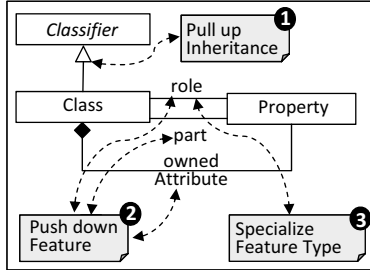 Classifier
1
Pull up
Inheritance
role
Class
Property
part
owned
Attribute
2
Push down
Feature
3
Specialize
Feature Type